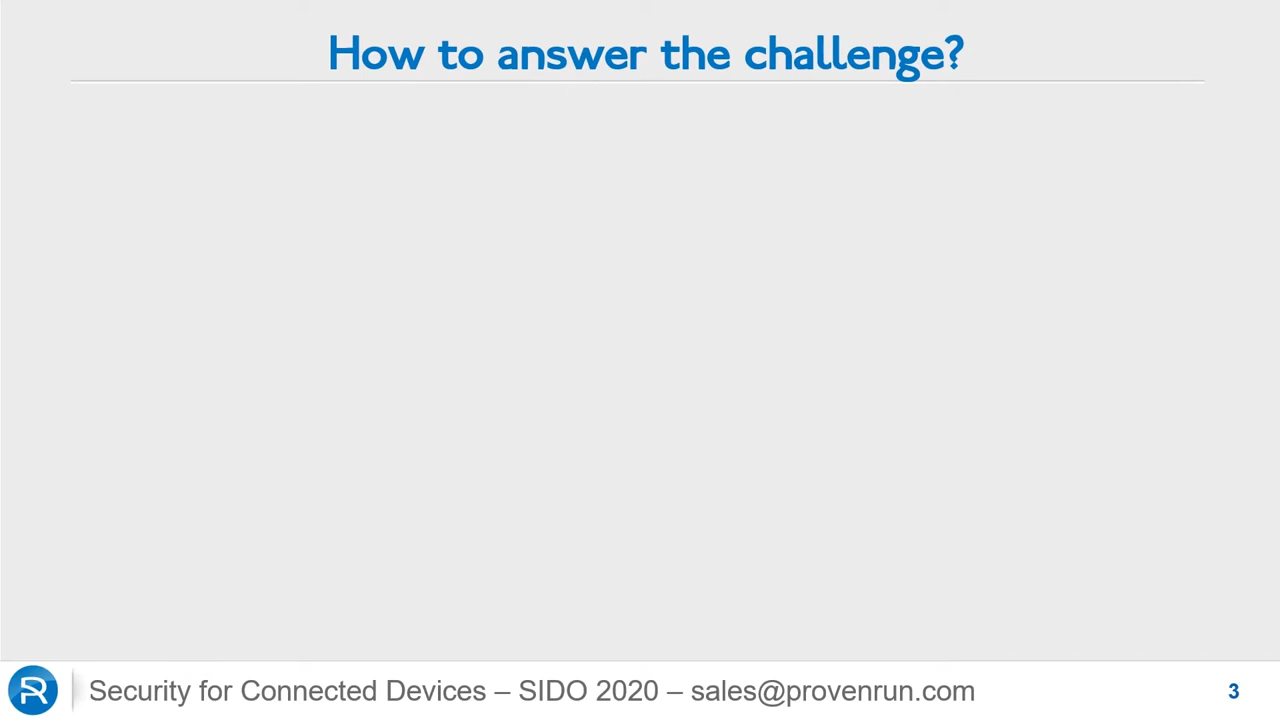 How to answer the challenge?
Security for Connected Devices – SIDO 2020 – sales@provenrun.com
3